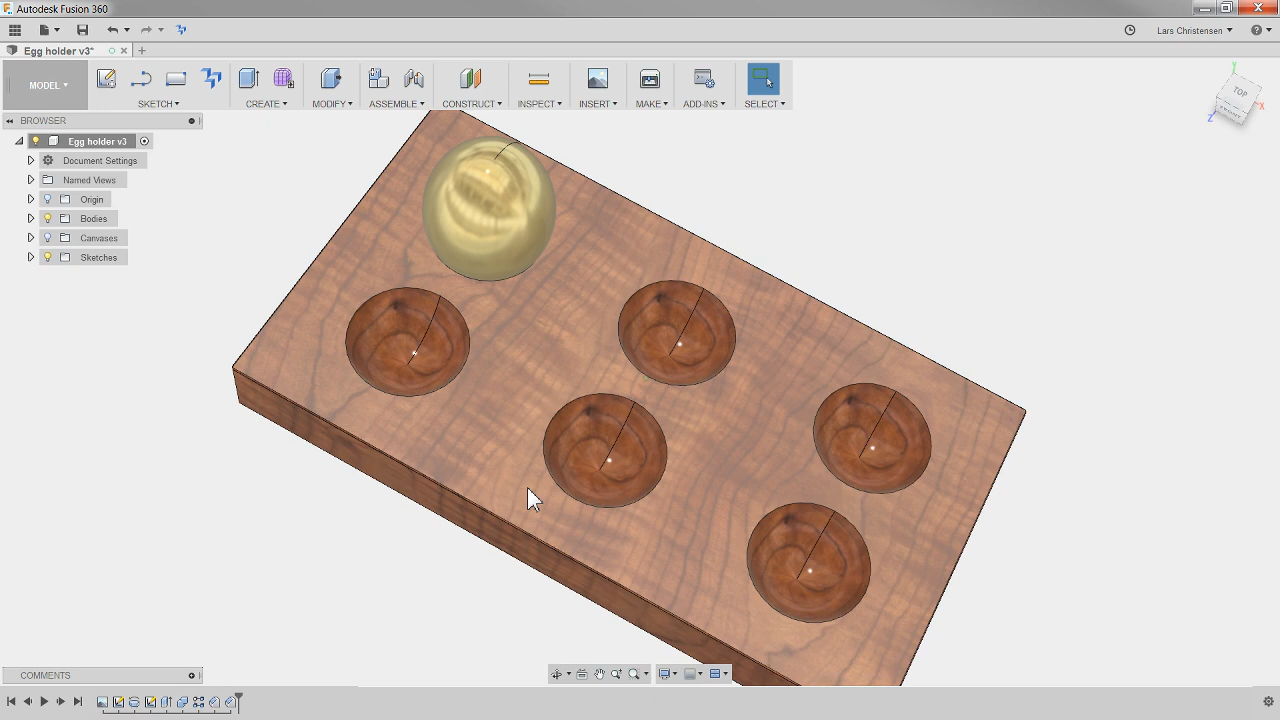 Autodesk Fusion 360
Lars Christensen
Egg holder v3*
MODEL
SKETCH
CREATE
MODIFY
ASSEMBLE
CONSTRUCT
INSPECT
INSERT
MAKE
ADD-INS
SELECT
TOP
FRONT
Y
X
Z
BROWSER
Egg holder v3
Document Settings
Named Views
Origin
Bodies
Canvases
Sketches
COMMENTS